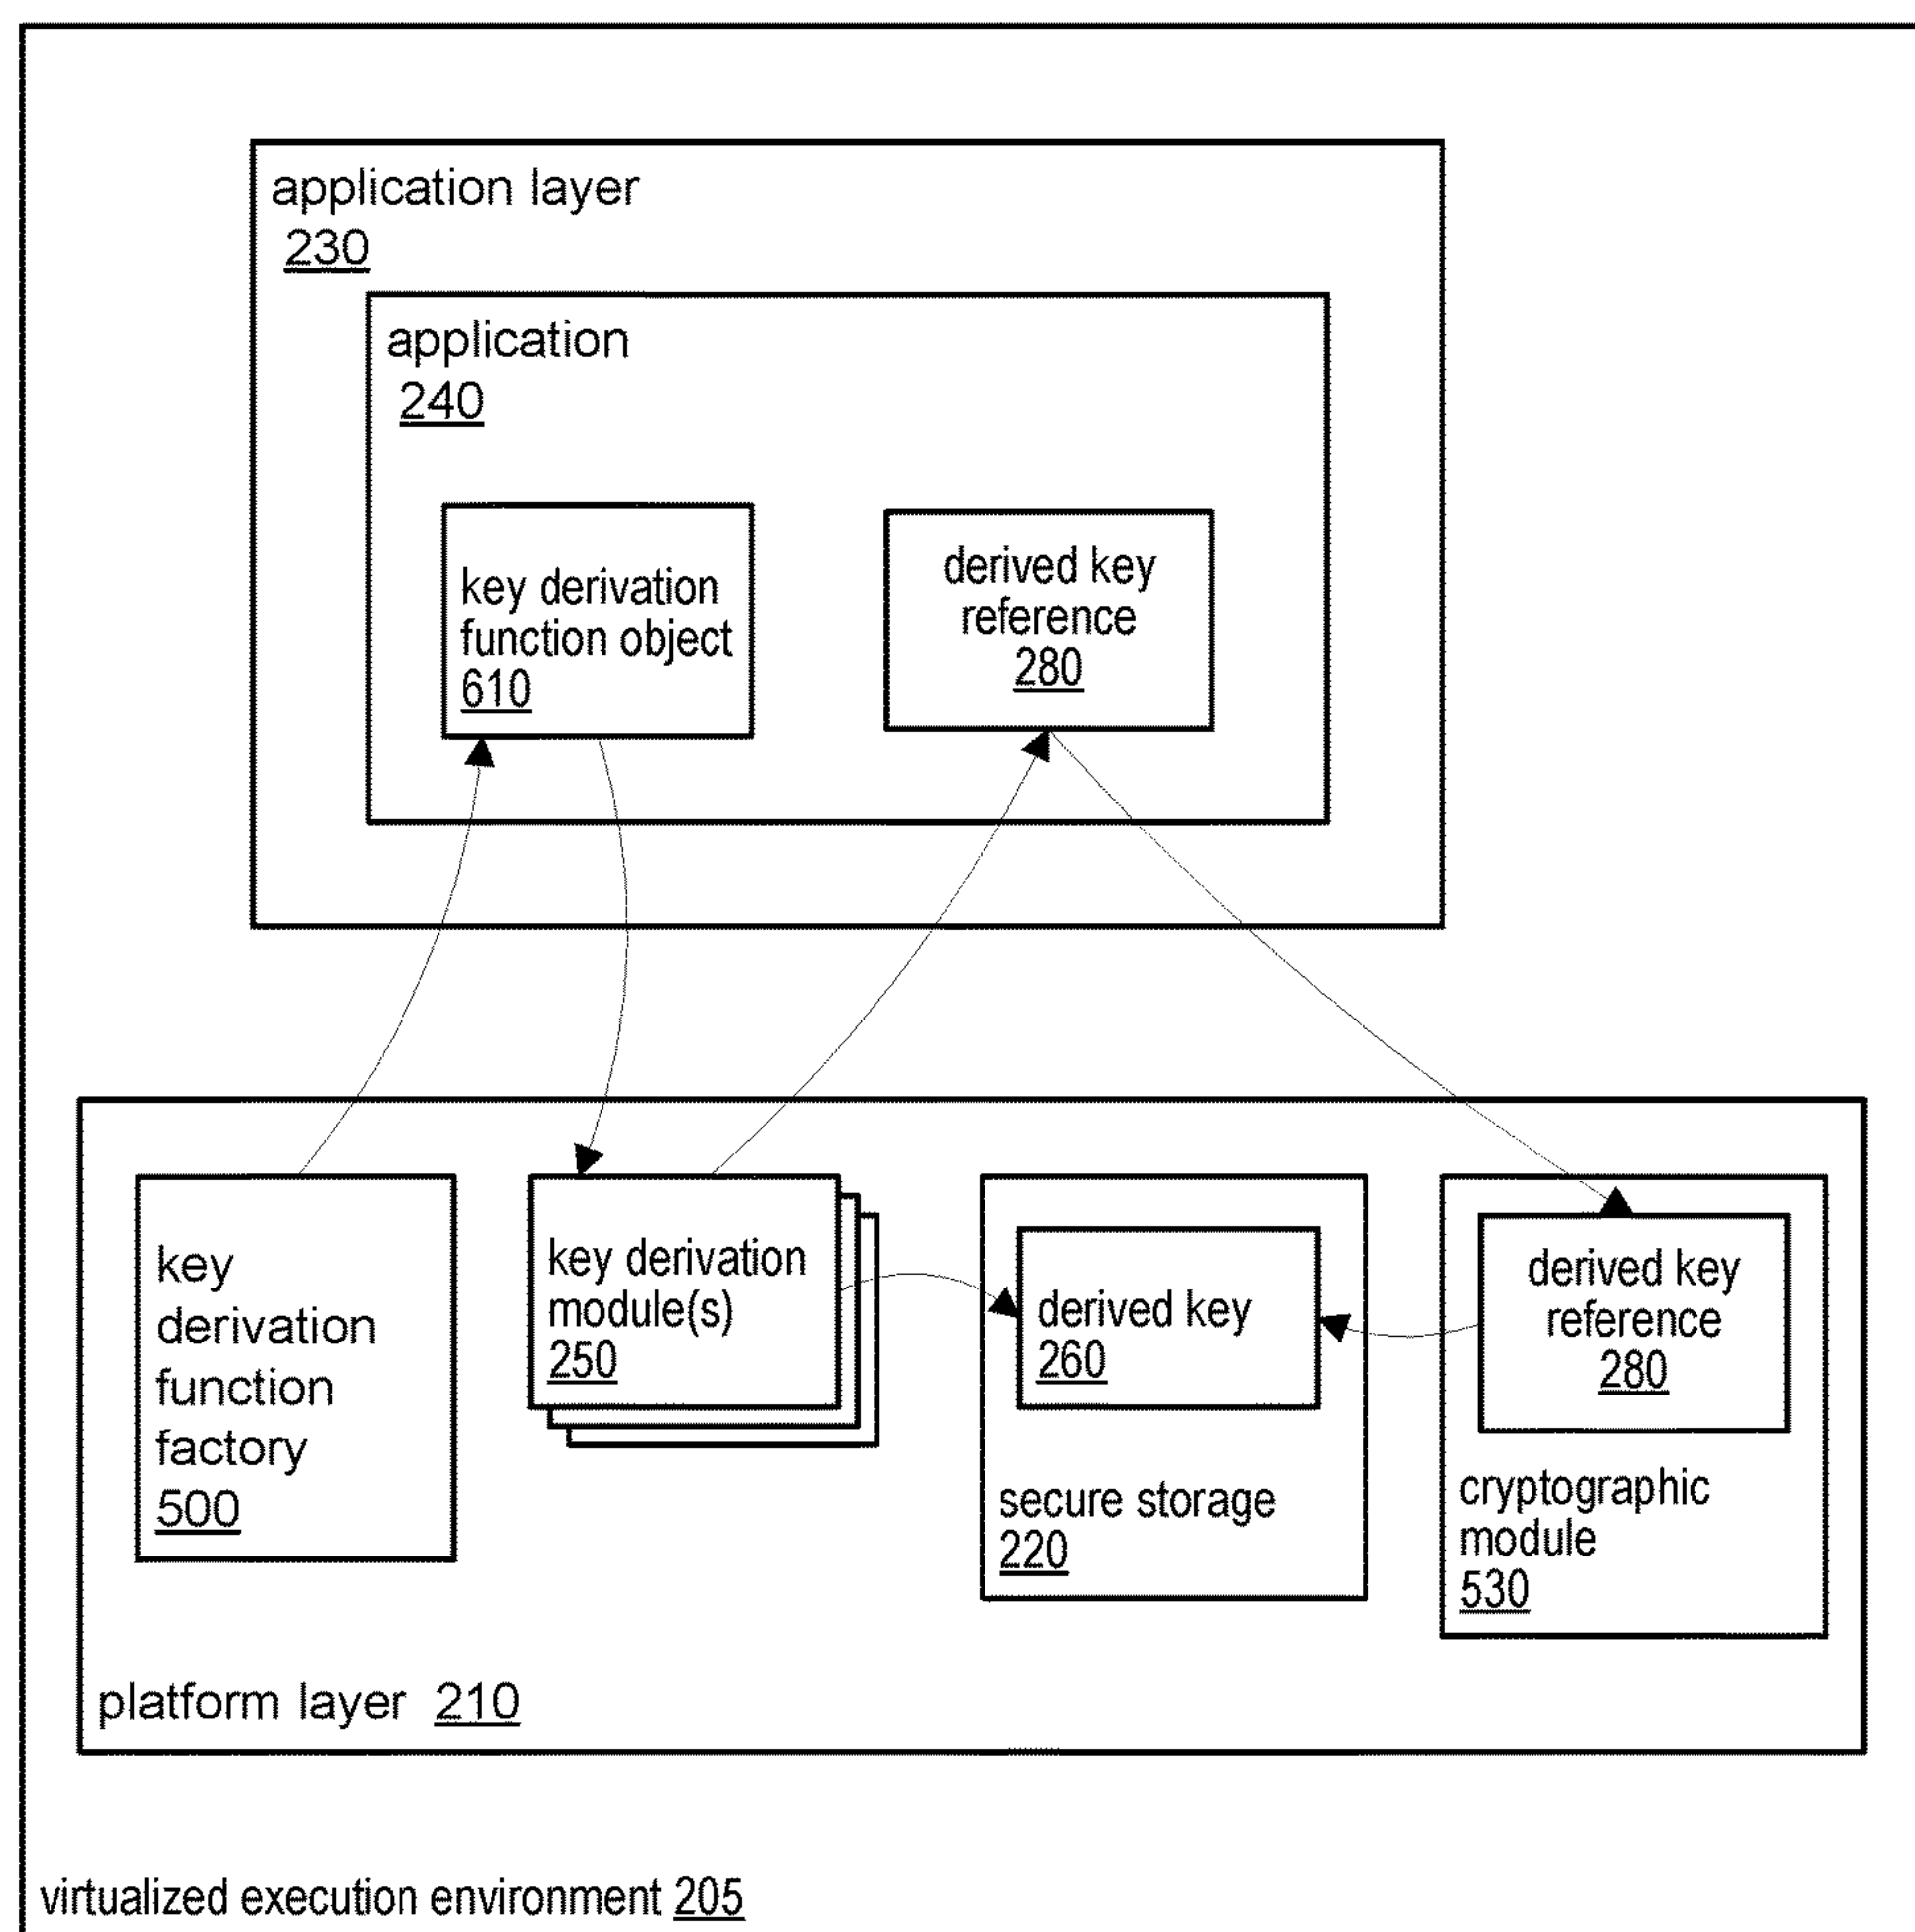 application layer
230
application
240
key derivation
function object
610
derived key
reference
280
key
derivation
function
factory
500
key derivation
module(s)
250
derived key
260
secure storage
220
derived key
reference
280
cryptographic
module
530
platform layer 210
virtualized execution environment 205